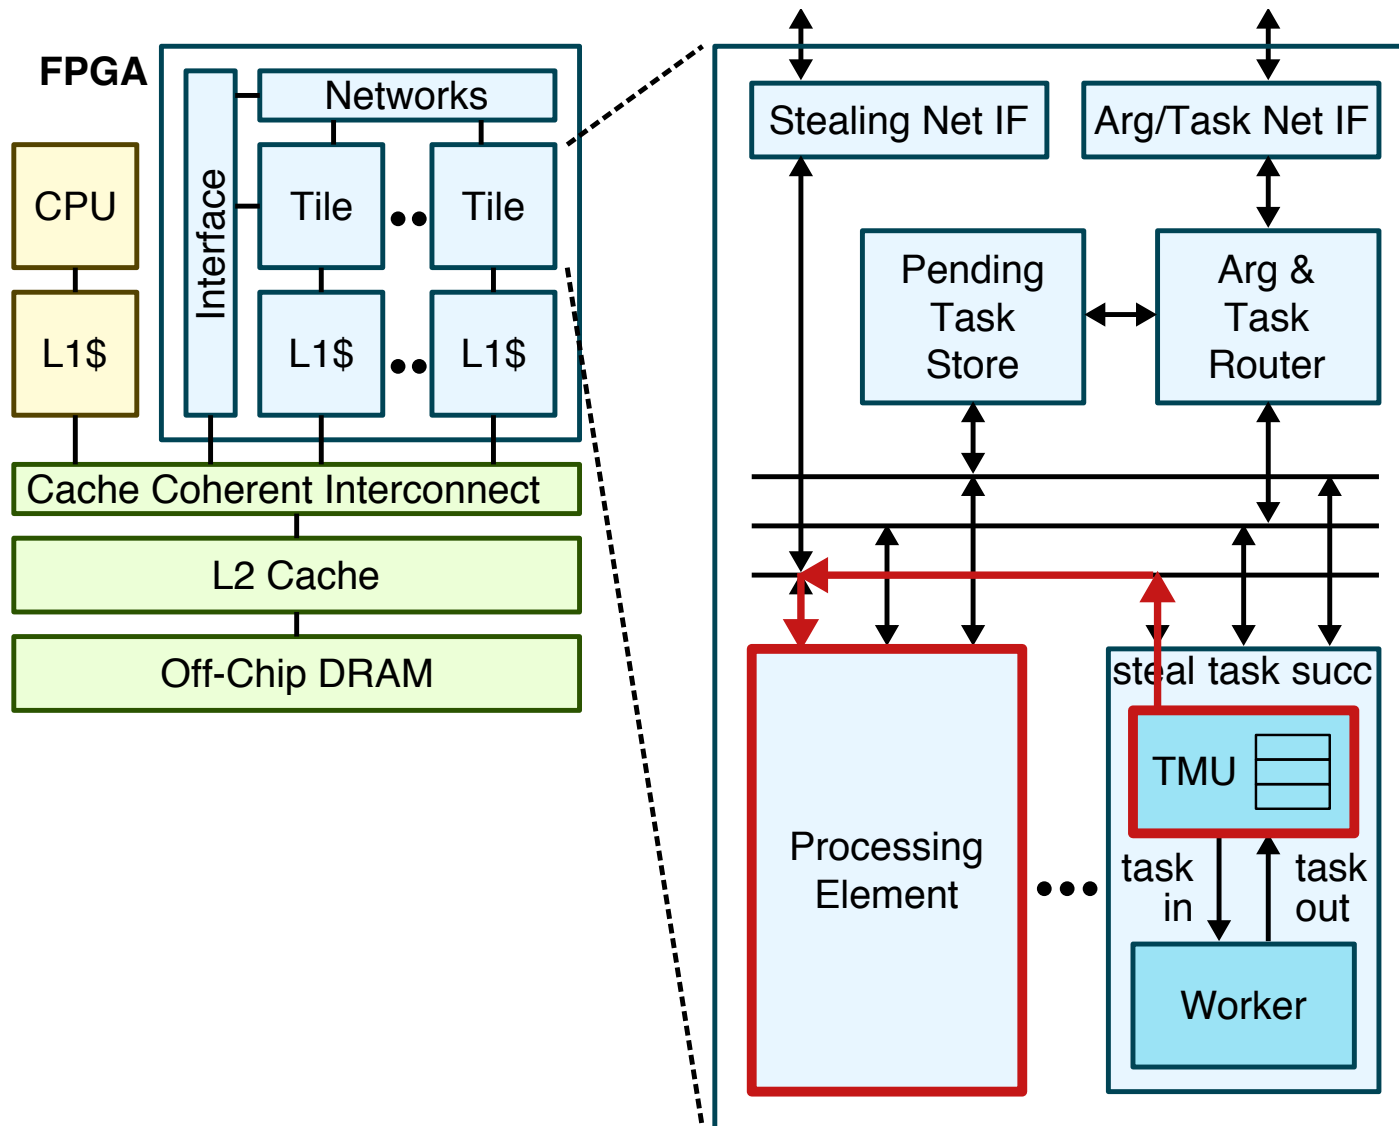 FPGA
Networks
Interface
CPU
Tile
Tile
L1$
L1$
L1$
Cache Coherent Interconnect
L2 Cache
Off-Chip DRAM
Stealing Net IF
Arg/Task Net IF
Pending
Task
Store
Arg &
Task
Router
Processing
Element
steal task succ
TMU
task
in
task
out
Worker